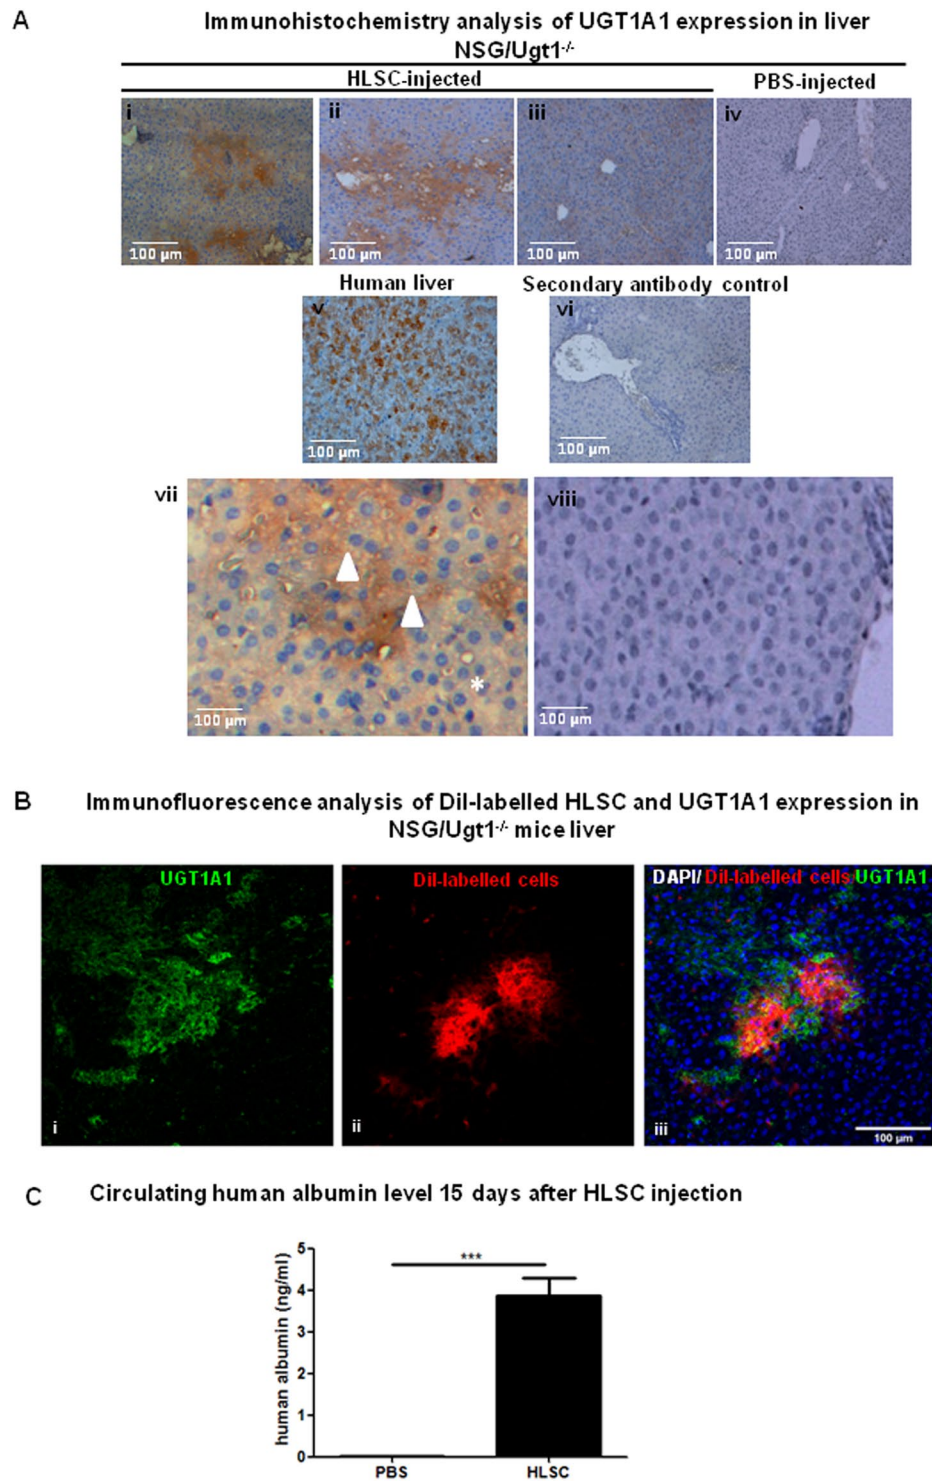 A
Immunohistochemistry analysis of UGT1A1 expression in liver
NSG/Ugt1-/-
HLSC-injected
PBS-injected
i
ii
iii
iv
100 µm
100 µm
100 µm
100 µm
Human liver
Secondary antibody control
v
vi
100 µm
100 µm
vii
viii
*
100 µm
100 µm
B
Immunofluorescence analysis of Dil-labelled HLSC and UGT1A1 expression in
NSG/Ugt1-/- mice liver
UGT1A1
Dil-labelled cells
DAPI/Dil-labelled cells/UGT1A1
i
ii
iii
100 µm
C
Circulating human albumin level 15 days after HLSC injection
***
human albumin (ng/ml)
5
4
3
2
1
0
PBS
HLSC